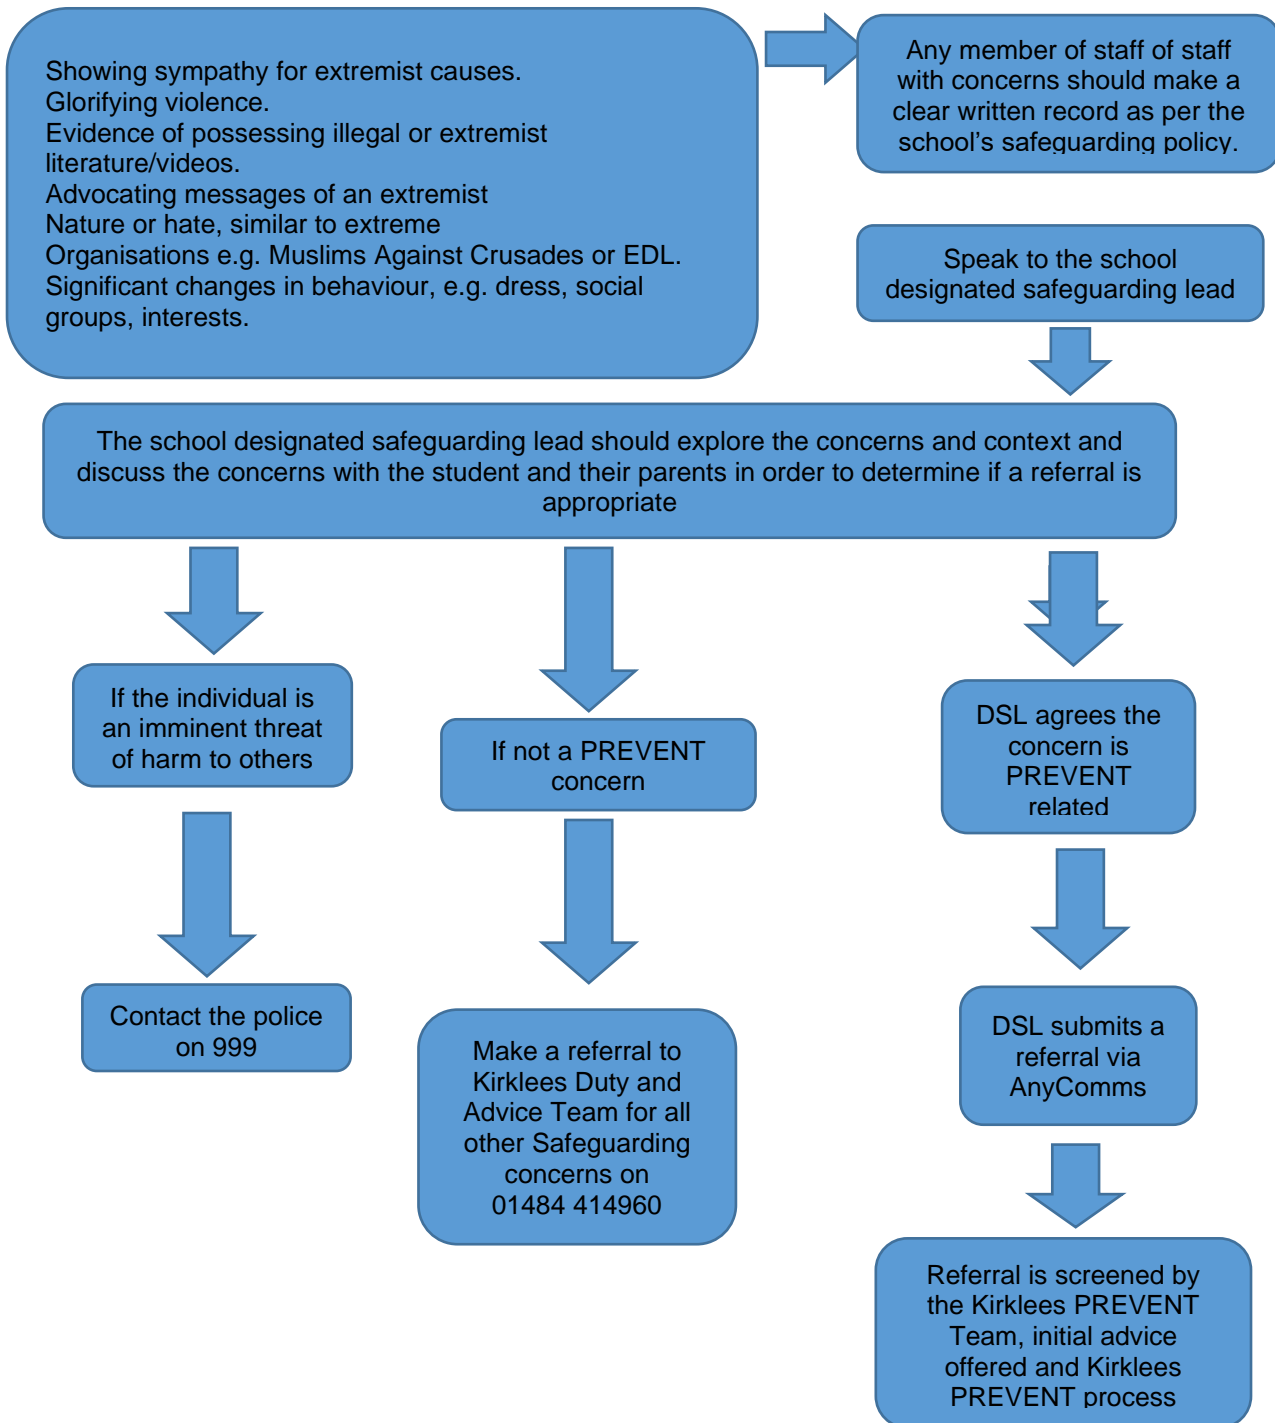 Showing sympathy for extremist causes.
Glorifying violence.
Evidence of possessing illegal or extremist
literature/videos.
Advocating messages of an extremist
Nature or hate, similar to extreme
Organisations e.g. Muslims Against Crusades or EDL.
Significant changes in behaviour, e.g. dress, social
groups, interests.
Any member of staff of staff
with concerns should make a
clear written record as per the
school’s safeguarding policy.
Speak to the school
designated safeguarding lead
The school designated safeguarding lead should explore the concerns and context and
discuss the concerns with the student and their parents in order to determine if a referral is
appropriate
If the individual is
an imminent threat
of harm to others
Contact the police
on 999
If not a PREVENT
concern
Make a referral to
Kirklees Duty and
Advice Team for all
other Safeguarding
concerns on
01484 414960
DSL agrees the
concern is
PREVENT
related
DSL submits a
referral via
AnyComms
Referral is screened by
the Kirklees PREVENT
Team, initial advice
offered and Kirklees
PREVENT process